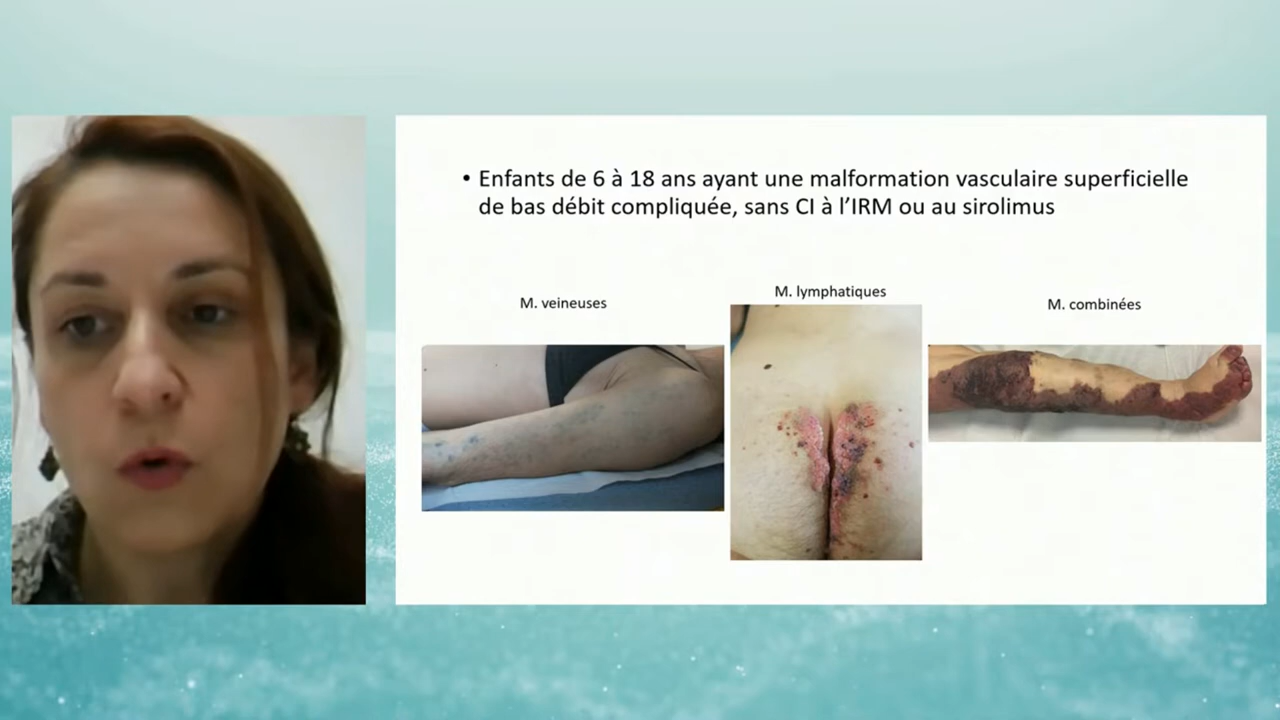 • Enfants de 6 à 18 ans ayant une malformation vasculaire superficielle
de bas débit compliquée, sans CI à l’IRM ou au sirolimus
M. veineuses
M. lymphatiques
M. combinées